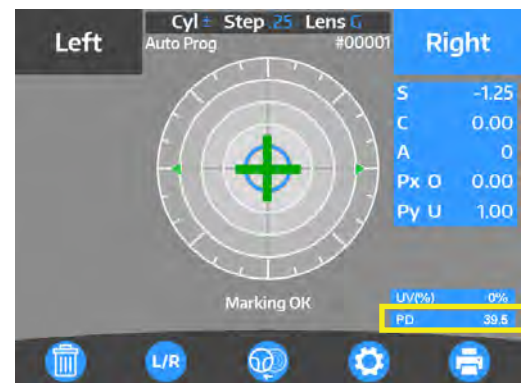 Cyl ± Step .25 Lens G
Left
Auto Prog #00001
Right
S -1.25
C 0.00
A 0
Px O 0.00
Py U 1.00
Marking OK
UV(%) 0%
PD 39.5
L/R